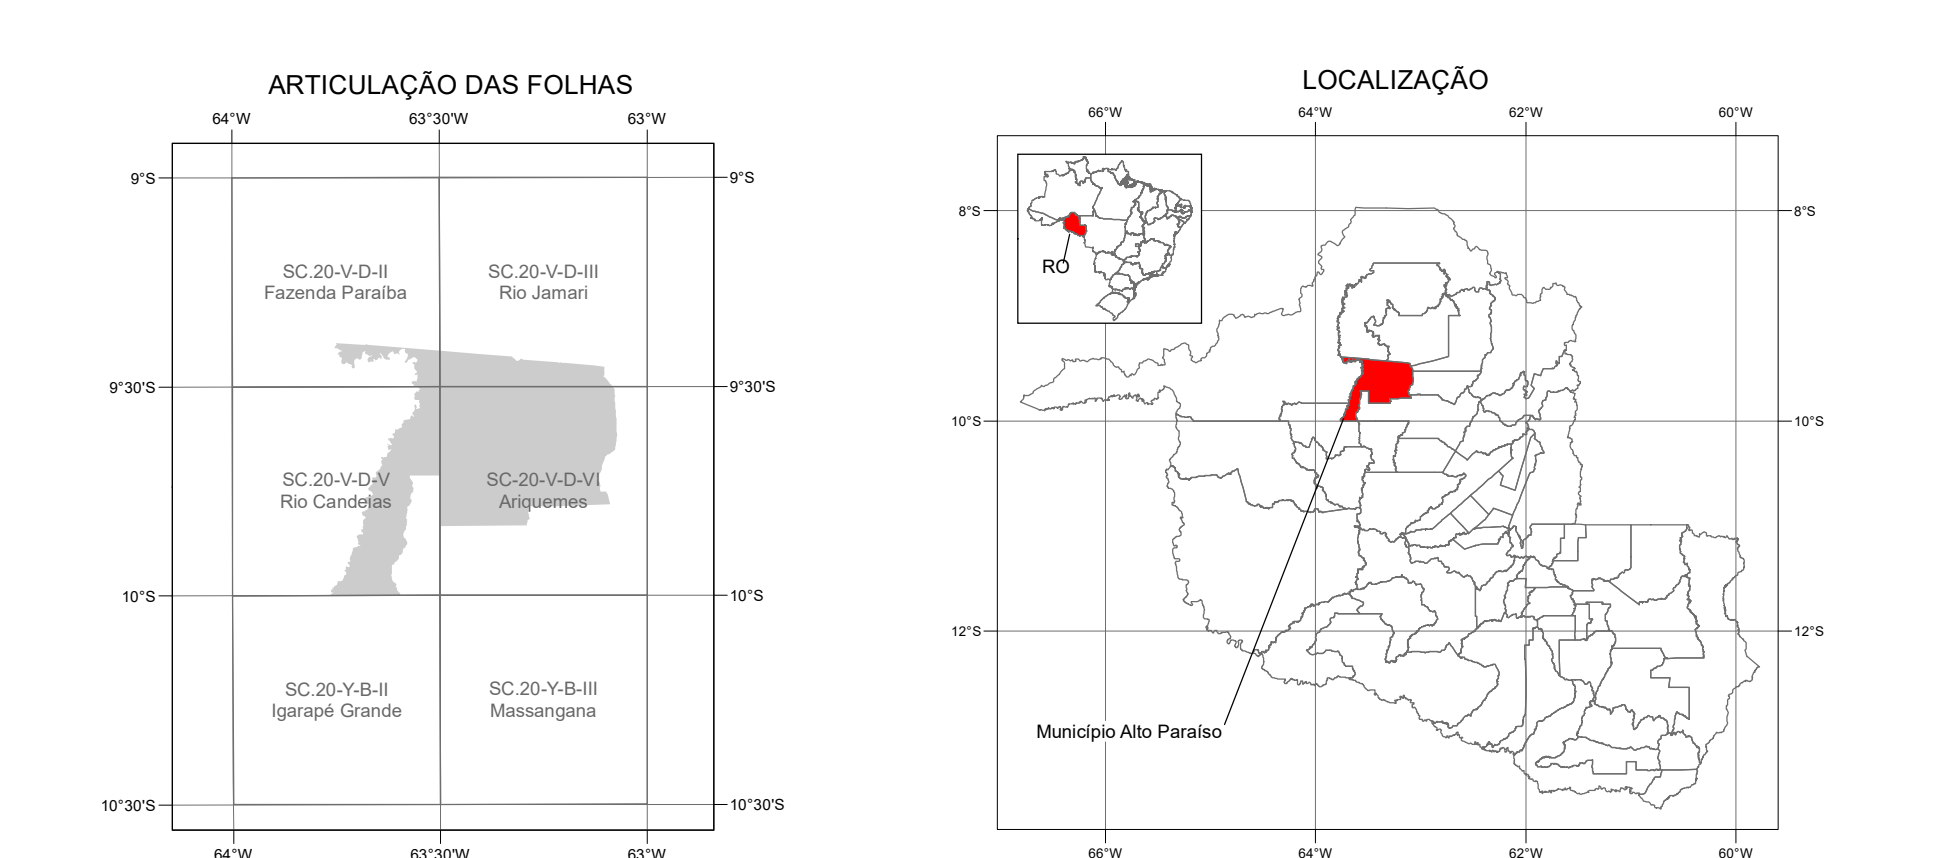 ARTICULAÇÃO DAS FOLHAS
64°W 63°30'W 63°W
9°S 9°S
SC.20-V-D-II SC.20-V-D-III
Fazenda Paraíba Rio Jamari
9°30'S 9°30'S
SC.20-V-D-V SC-20-V-D-VI
Rio Candeias Ariquemes
10°S 10°S
SC.20-Y-B-II SC.20-Y-B-III
Igarapé Grande Massangana
10°30'S 10°30'S
64°W 63°30'W 63°W
LOCALIZAÇÃO
66°W 64°W 62°W 60°W
8°S 8°S
RO
10°S 10°S
12°S 12°S
Município Alto Paraíso
66°W 64°W 62°W 60°W